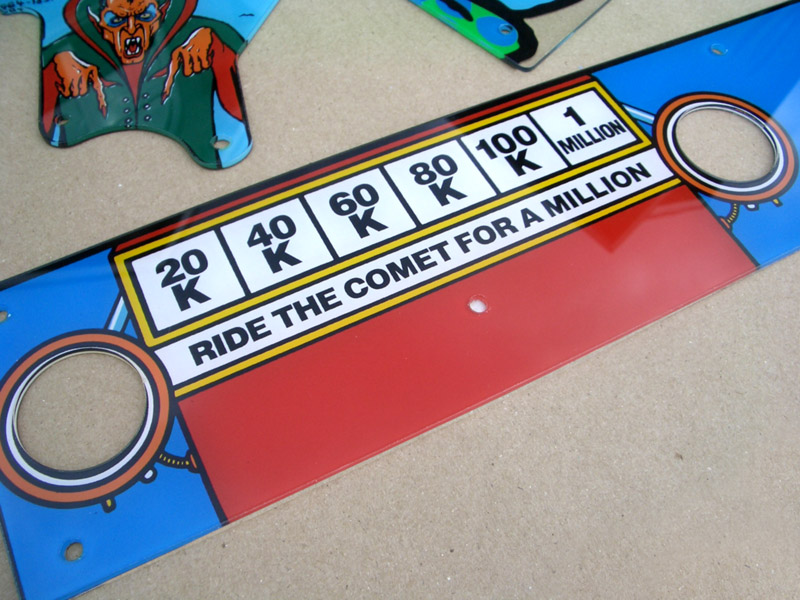 20 K
40 K
60 K
80 K
100 K
1 MILLION
RIDE THE COMET FOR A MILLION